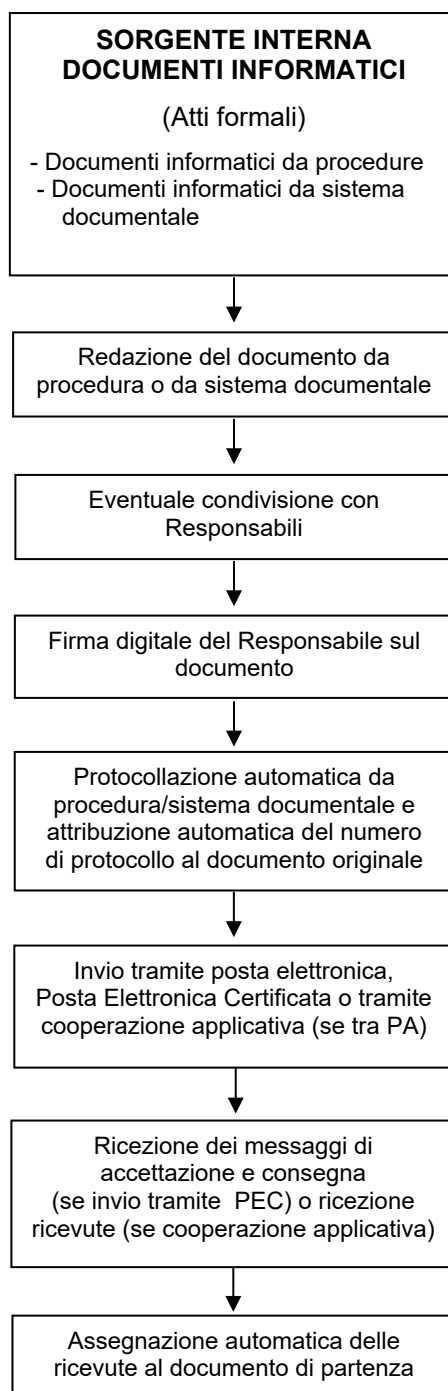 SORGENTE INTERNA
DOCUMENTI INFORMATICI
(Atti formali)
- Documenti informatici da procedure
- Documenti informatici da sistema
documentale
Redazione del documento da
procedura o da sistema documentale
Eventuale condivisione con
Responsabili
Firma digitale del Responsabile sul
documento
Protocollazione automatica da
procedura/sistema documentale e
attribuzione automatica del numero
di protocollo al documento originale
Invio tramite posta elettronica,
Posta Elettronica Certificata o tramite
cooperazione applicativa (se tra PA)
Ricezione dei messaggi di
accettazione e consegna
(se invio tramite PEC) o ricezione
ricevute (se cooperazione applicativa)
Assegnazione automatica delle
ricevute al documento di partenza